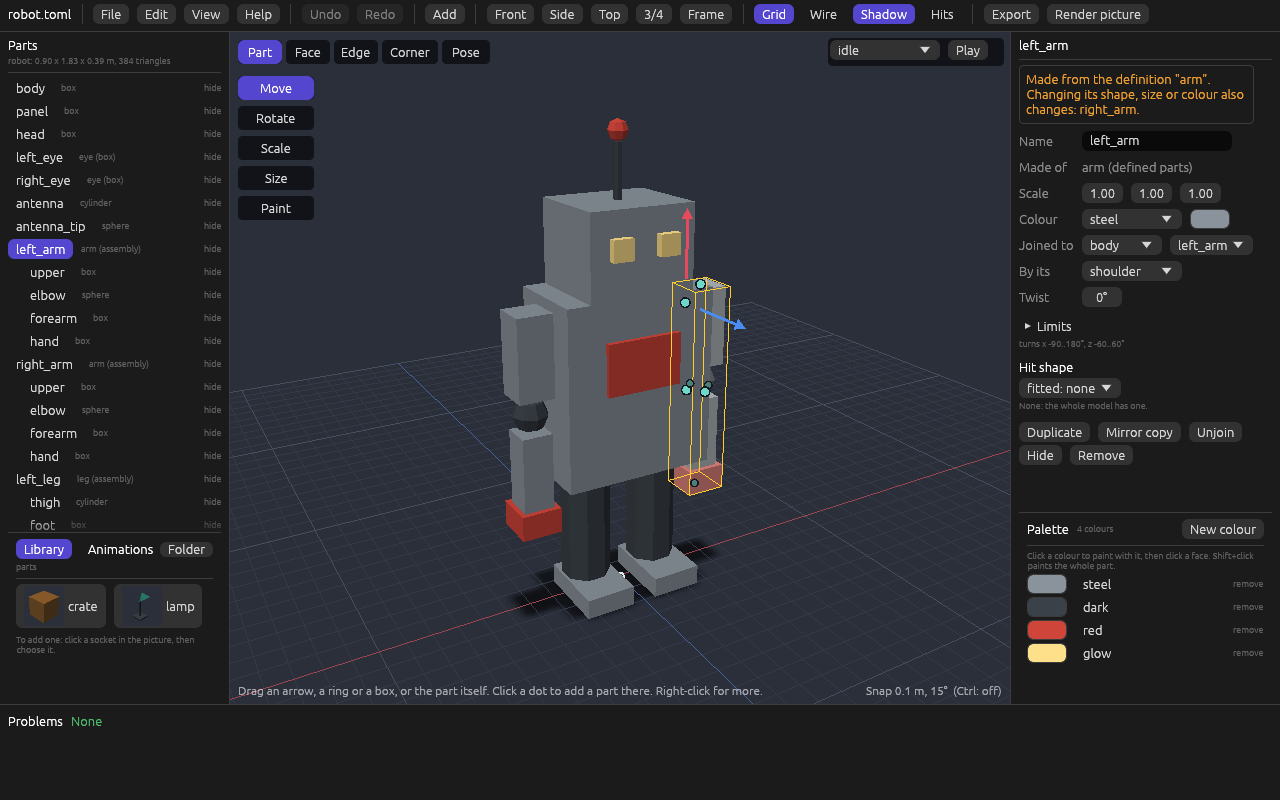 robot.toml File Edit View Help Undo Redo Add Front Side Top 3/4 Frame Grid Wire Shadow Hits Export Render picture
Parts
robot: 0.90 x 1.83 x 0.39 m, 384 triangles
body box hide
panel box hide
head box hide
left_eye eye (box) hide
right_eye eye (box) hide
antenna cylinder hide
antenna_tip sphere hide
left_arm arm (assembly) hide
upper box hide
elbow sphere hide
forearm box hide
hand box hide
right_arm arm (assembly) hide
upper box hide
elbow sphere hide
forearm box hide
hand box hide
left_leg leg (assembly) hide
thigh cylinder hide
foot box hide
Library Animations Folder
parts
crate lamp
To add one: click a socket in the picture, then
choose it.
Part Face Edge Corner Pose
Move
Rotate
Scale
Size
Paint
idle Play
Drag an arrow, a ring or a box, or the part itself. Click a dot to add a part there. Right-click for more.
Snap 0.1 m, 15° (Ctrl: off)
left_arm
Made from the definition "arm".
Changing its shape, size or colour also
changes: right_arm.
Name left_arm
Made of arm (defined parts)
Scale 1.00 1.00 1.00
Colour steel
Joined to body left_arm
By its shoulder
Twist 0°
Limits
turns x -90..180°, z -60..60°
Hit shape
fitted: none
None: the whole model has one.
Duplicate Mirror copy Unjoin
Hide Remove
Palette 4 colours New colour
Click a colour to paint with it, then click a face. Shift+click
paints the whole part.
steel remove
dark remove
red remove
glow remove
Problems None